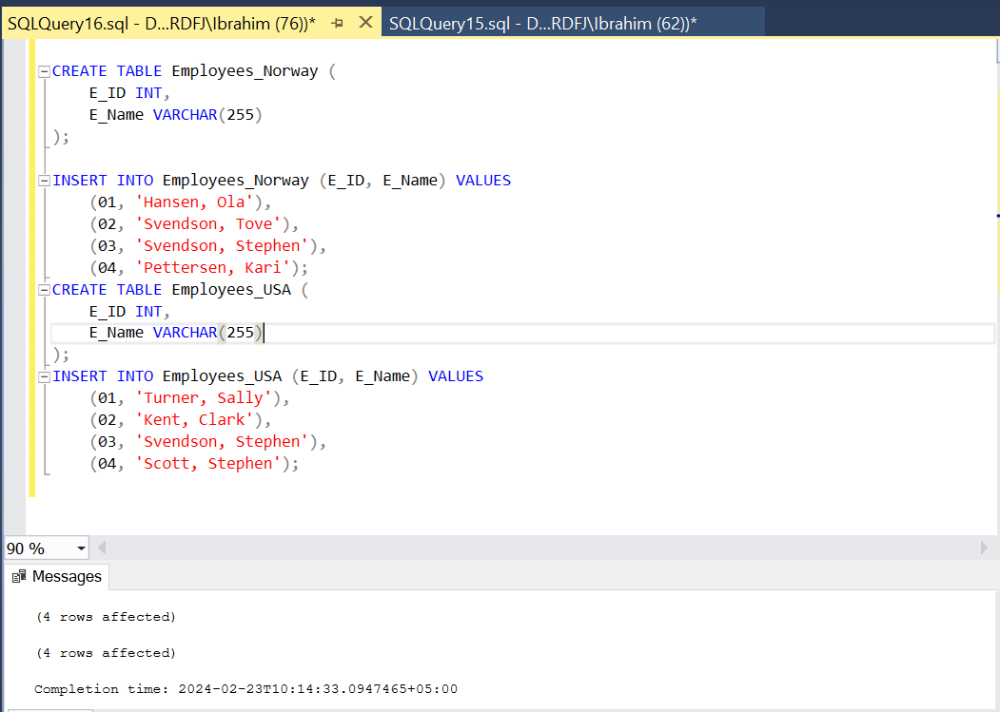 SQLQuery16.sql - D...RDFJ\Ibrahim (76))*
SQLQuery15.sql - D...RDFJ\Ibrahim (62))*
CREATE TABLE Employees_Norway (
    E_ID INT,
    E_Name VARCHAR(255)
);
INSERT INTO Employees_Norway (E_ID, E_Name) VALUES
    (01, 'Hansen, Ola'),
    (02, 'Svendson, Tove'),
    (03, 'Svendson, Stephen'),
    (04, 'Pettersen, Kari');
CREATE TABLE Employees_USA (
    E_ID INT,
    E_Name VARCHAR(255)
);
INSERT INTO Employees_USA (E_ID, E_Name) VALUES
    (01, 'Turner, Sally'),
    (02, 'Kent, Clark'),
    (03, 'Svendson, Stephen'),
    (04, 'Scott, Stephen');
90 %
Messages
(4 rows affected)
(4 rows affected)
Completion time: 2024-02-23T10:14:33.0947465+05:00